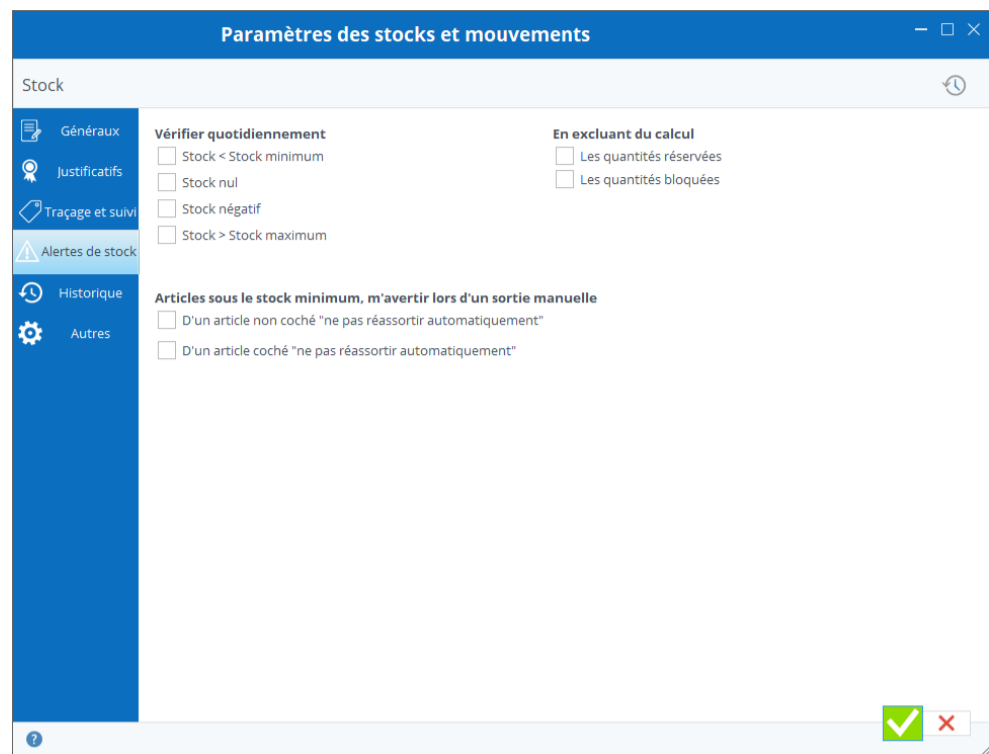 Paramètres des stocks et mouvements
Stock
Généraux
Justificatifs
Traçage et suivi
Alertes de stock
Historique
Autres
Vérifier quotidiennement
Stock < Stock minimum
Stock nul
Stock négatif
Stock > Stock maximum
En excluant du calcul
Les quantités réservées
Les quantités bloquées
Articles sous le stock minimum, m'avertir lors d'un sortie manuelle
D'un article non coché "ne pas réassortir automatiquement"
D'un article coché "ne pas réassortir automatiquement"
?